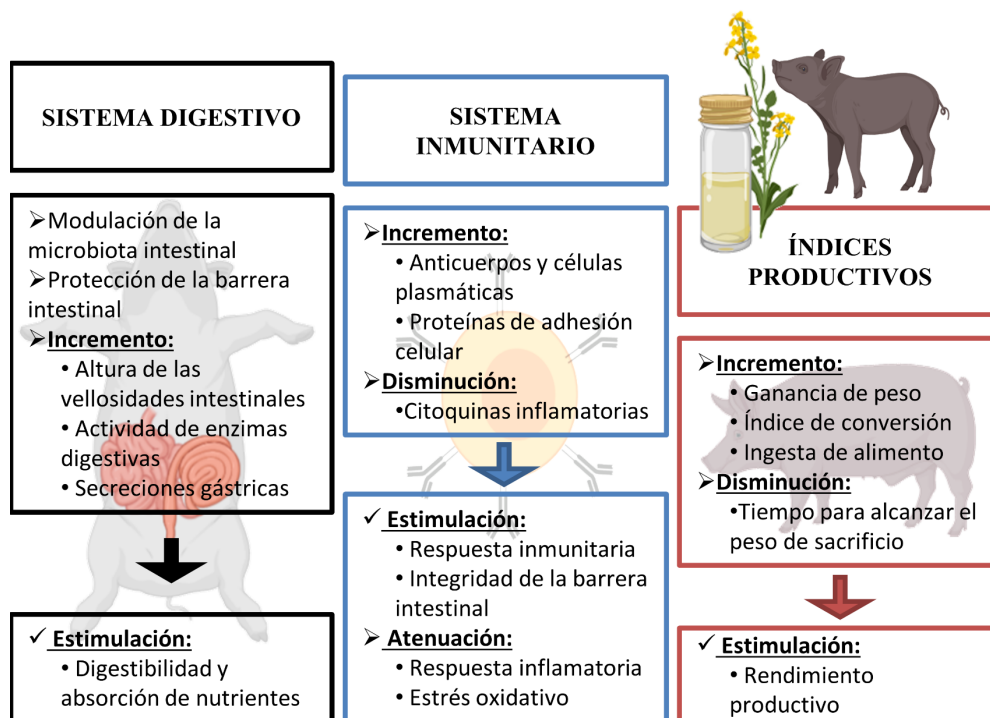 SISTEMA DIGESTIVO
➢Modulación de la
microbiota intestinal
➢Protección de la barrera
intestinal
➢Incremento:
• Altura de las
vellosidades intestinales
• Actividad de enzimas
digestivas
• Secreciones gástricas
✓ Estimulación:
• Digestibilidad y
absorción de nutrientes
SISTEMA
INMUNITARIO
➢Incremento:
• Anticuerpos y células
plasmáticas
• Proteínas de adhesión
celular
➢Disminución:
•Citoquinas inflamatorias
✓ Estimulación:
• Respuesta inmunitaria
• Integridad de la barrera
intestinal
➢ Atenuación:
• Respuesta inflamatoria
• Estrés oxidativo
ÍNDICES
PRODUCTIVOS
➢Incremento:
• Ganancia de peso
• Índice de conversión
• Ingesta de alimento
➢Disminución:
•Tiempo para alcanzar el
peso de sacrificio
✓ Estimulación:
• Rendimiento
productivo